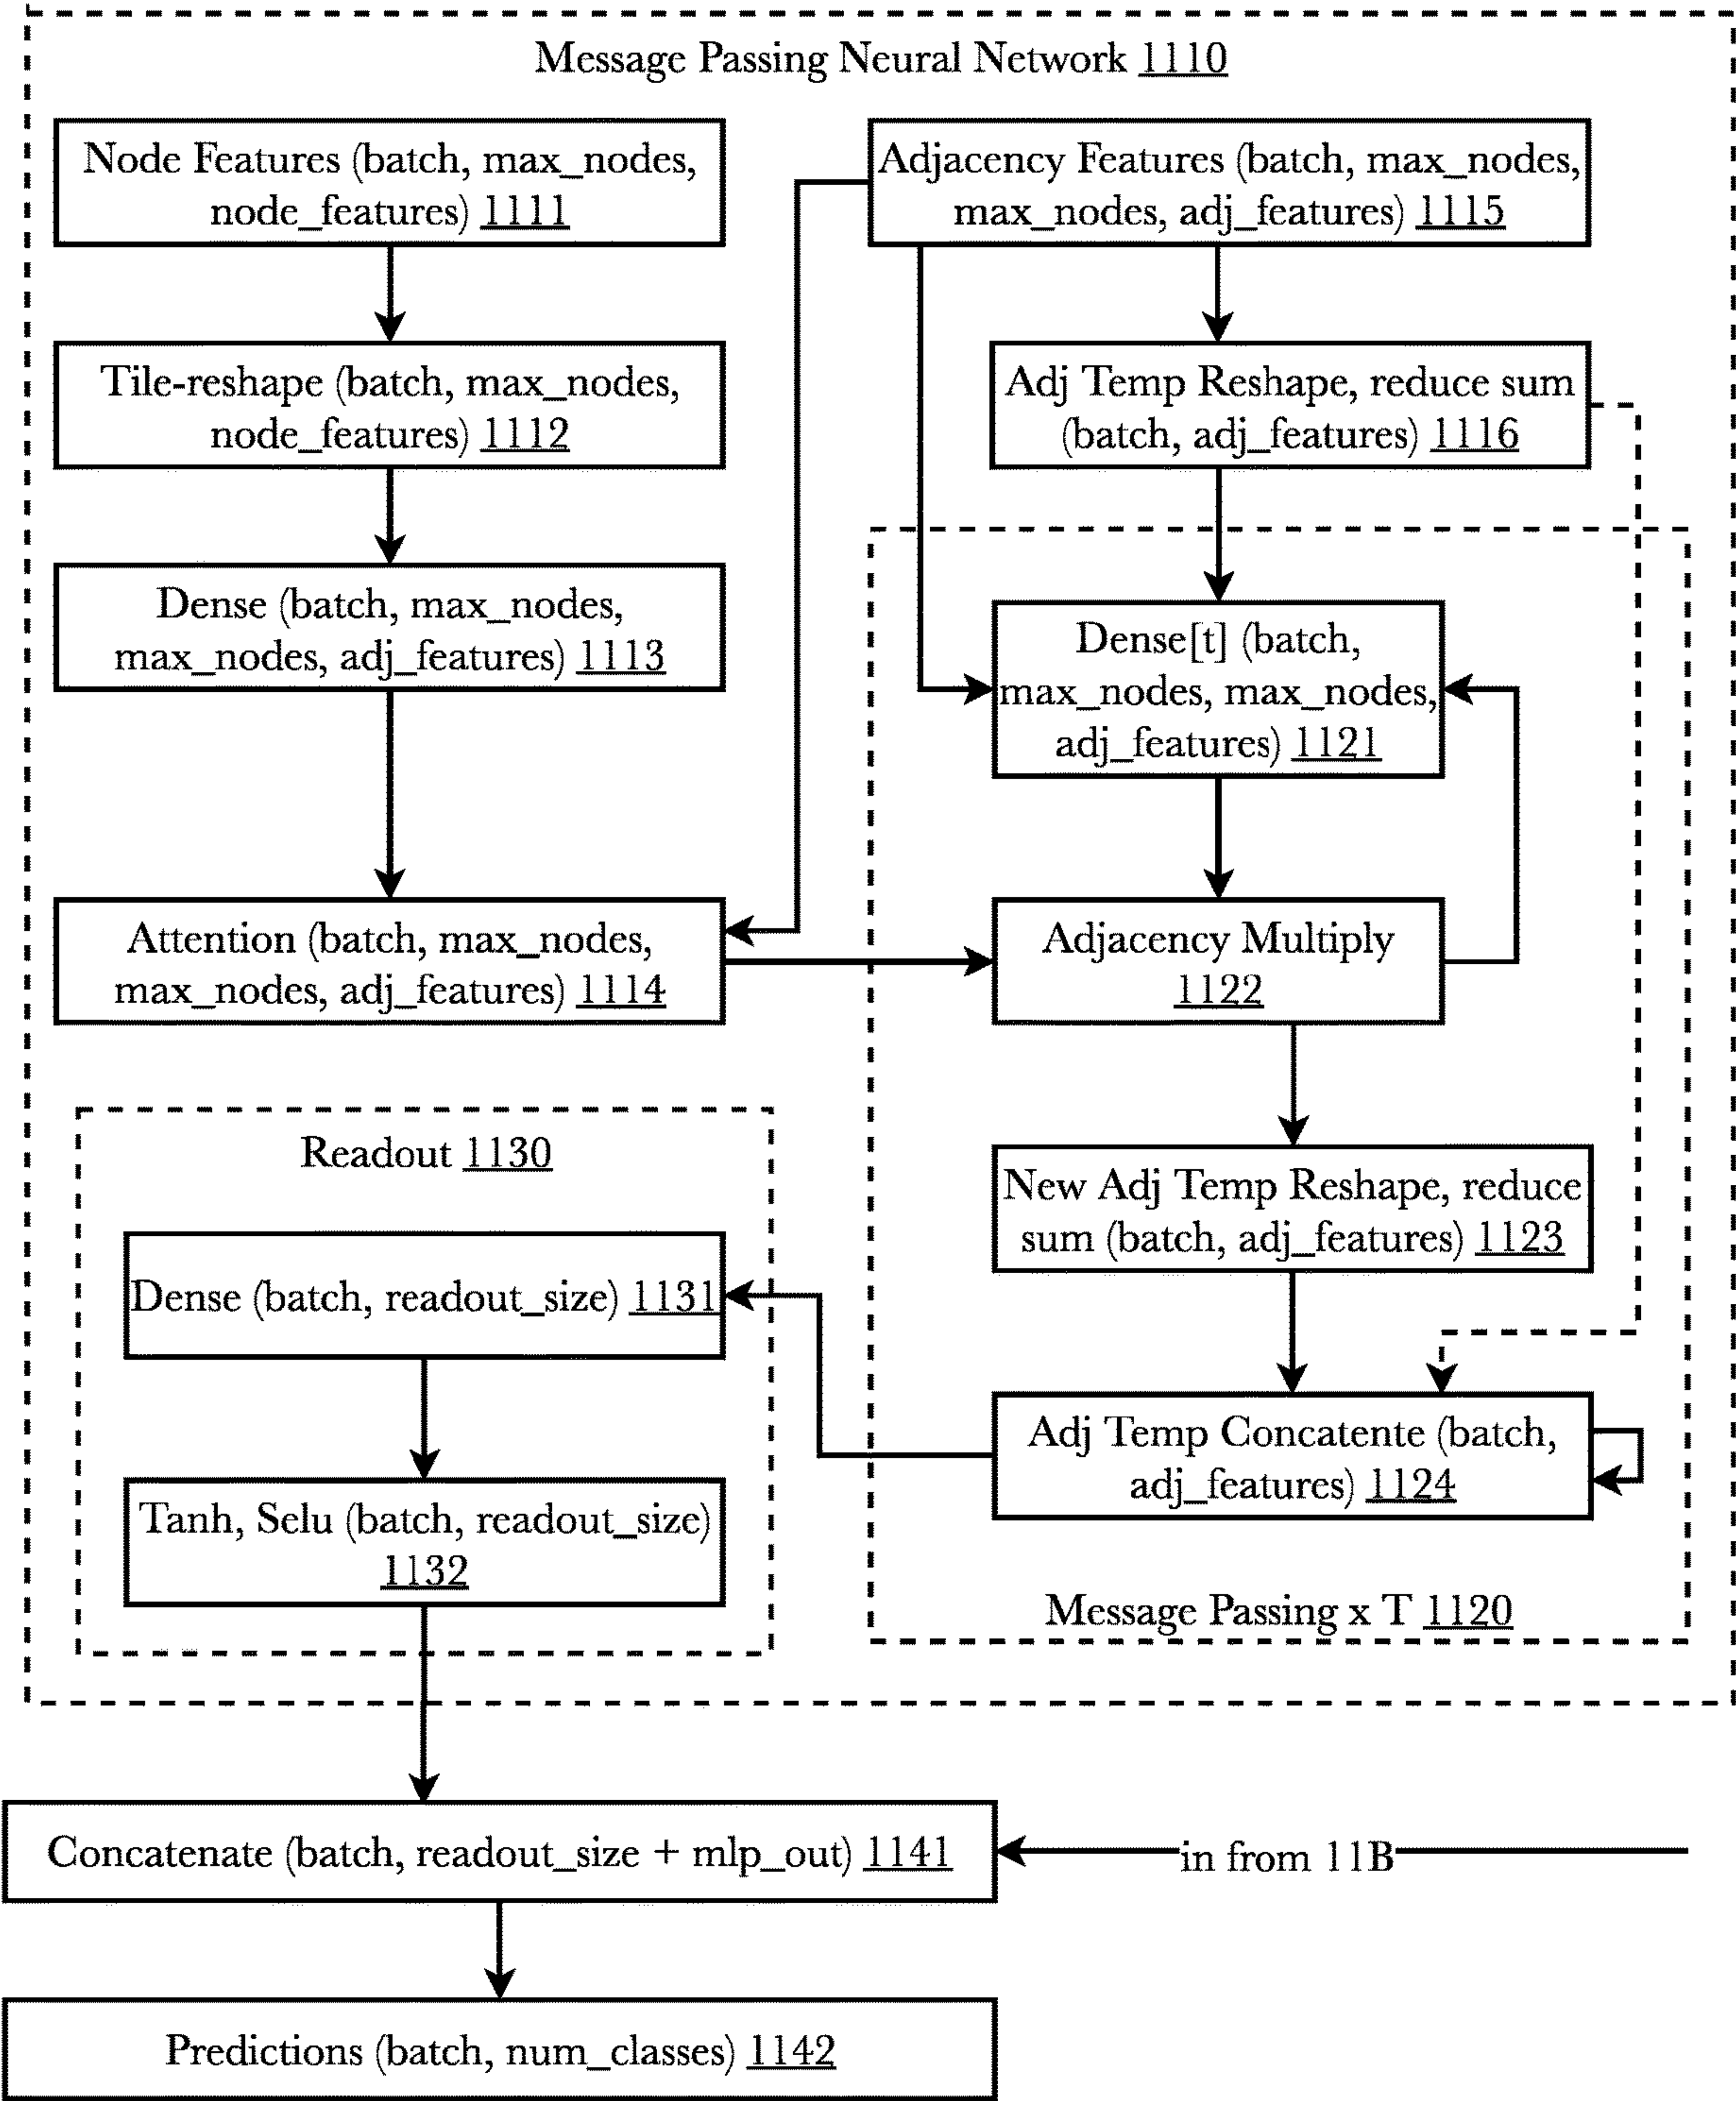 Message Passing Neural Network 1110
Node Features (batch, max_nodes,
node_features) 1111
Adjacency Features (batch, max_nodes,
max_nodes, adj_features) 1115
Tile-reshape (batch, max_nodes,
node_features) 1112
Adj Temp Reshape, reduce sum
(batch, adj_features) 1116
Dense (batch, max_nodes,
max_nodes, adj_features) 1113
Dense[t] (batch,
max_nodes, max_nodes,
adj_features) 1121
Attention (batch, max_nodes,
max_nodes, adj_features) 1114
Adjacency Multiply
1122
Readout 1130
New Adj Temp Reshape, reduce
sum (batch, adj_features) 1123
Dense (batch, readout_size) 1131
Adj Temp Concatente (batch,
adj_features) 1124
Tanh, Selu (batch, readout_size)
1132
Message Passing x T 1120
Concatenate (batch, readout_size + mlp_out) 1141
in from 11B
Predictions (batch, num_classes) 1142